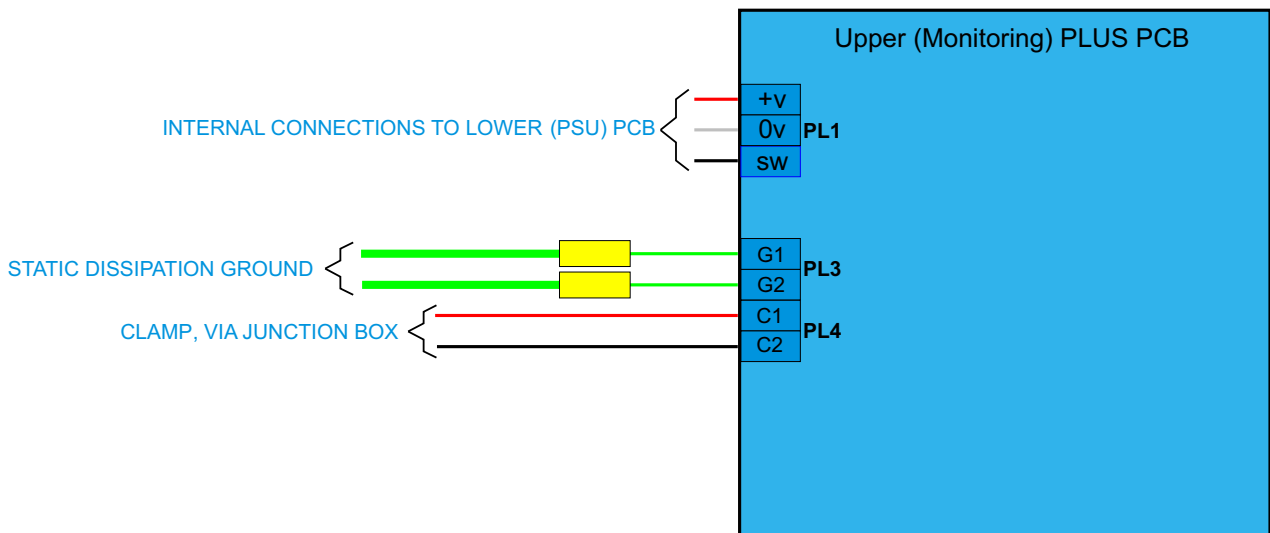 Upper (Monitoring) PLUS PCB
INTERNAL CONNECTIONS TO LOWER (PSU) PCB
+v
0v
sw
PL1
STATIC DISSIPATION GROUND
G1
G2
PL3
CLAMP, VIA JUNCTION BOX
C1
C2
PL4